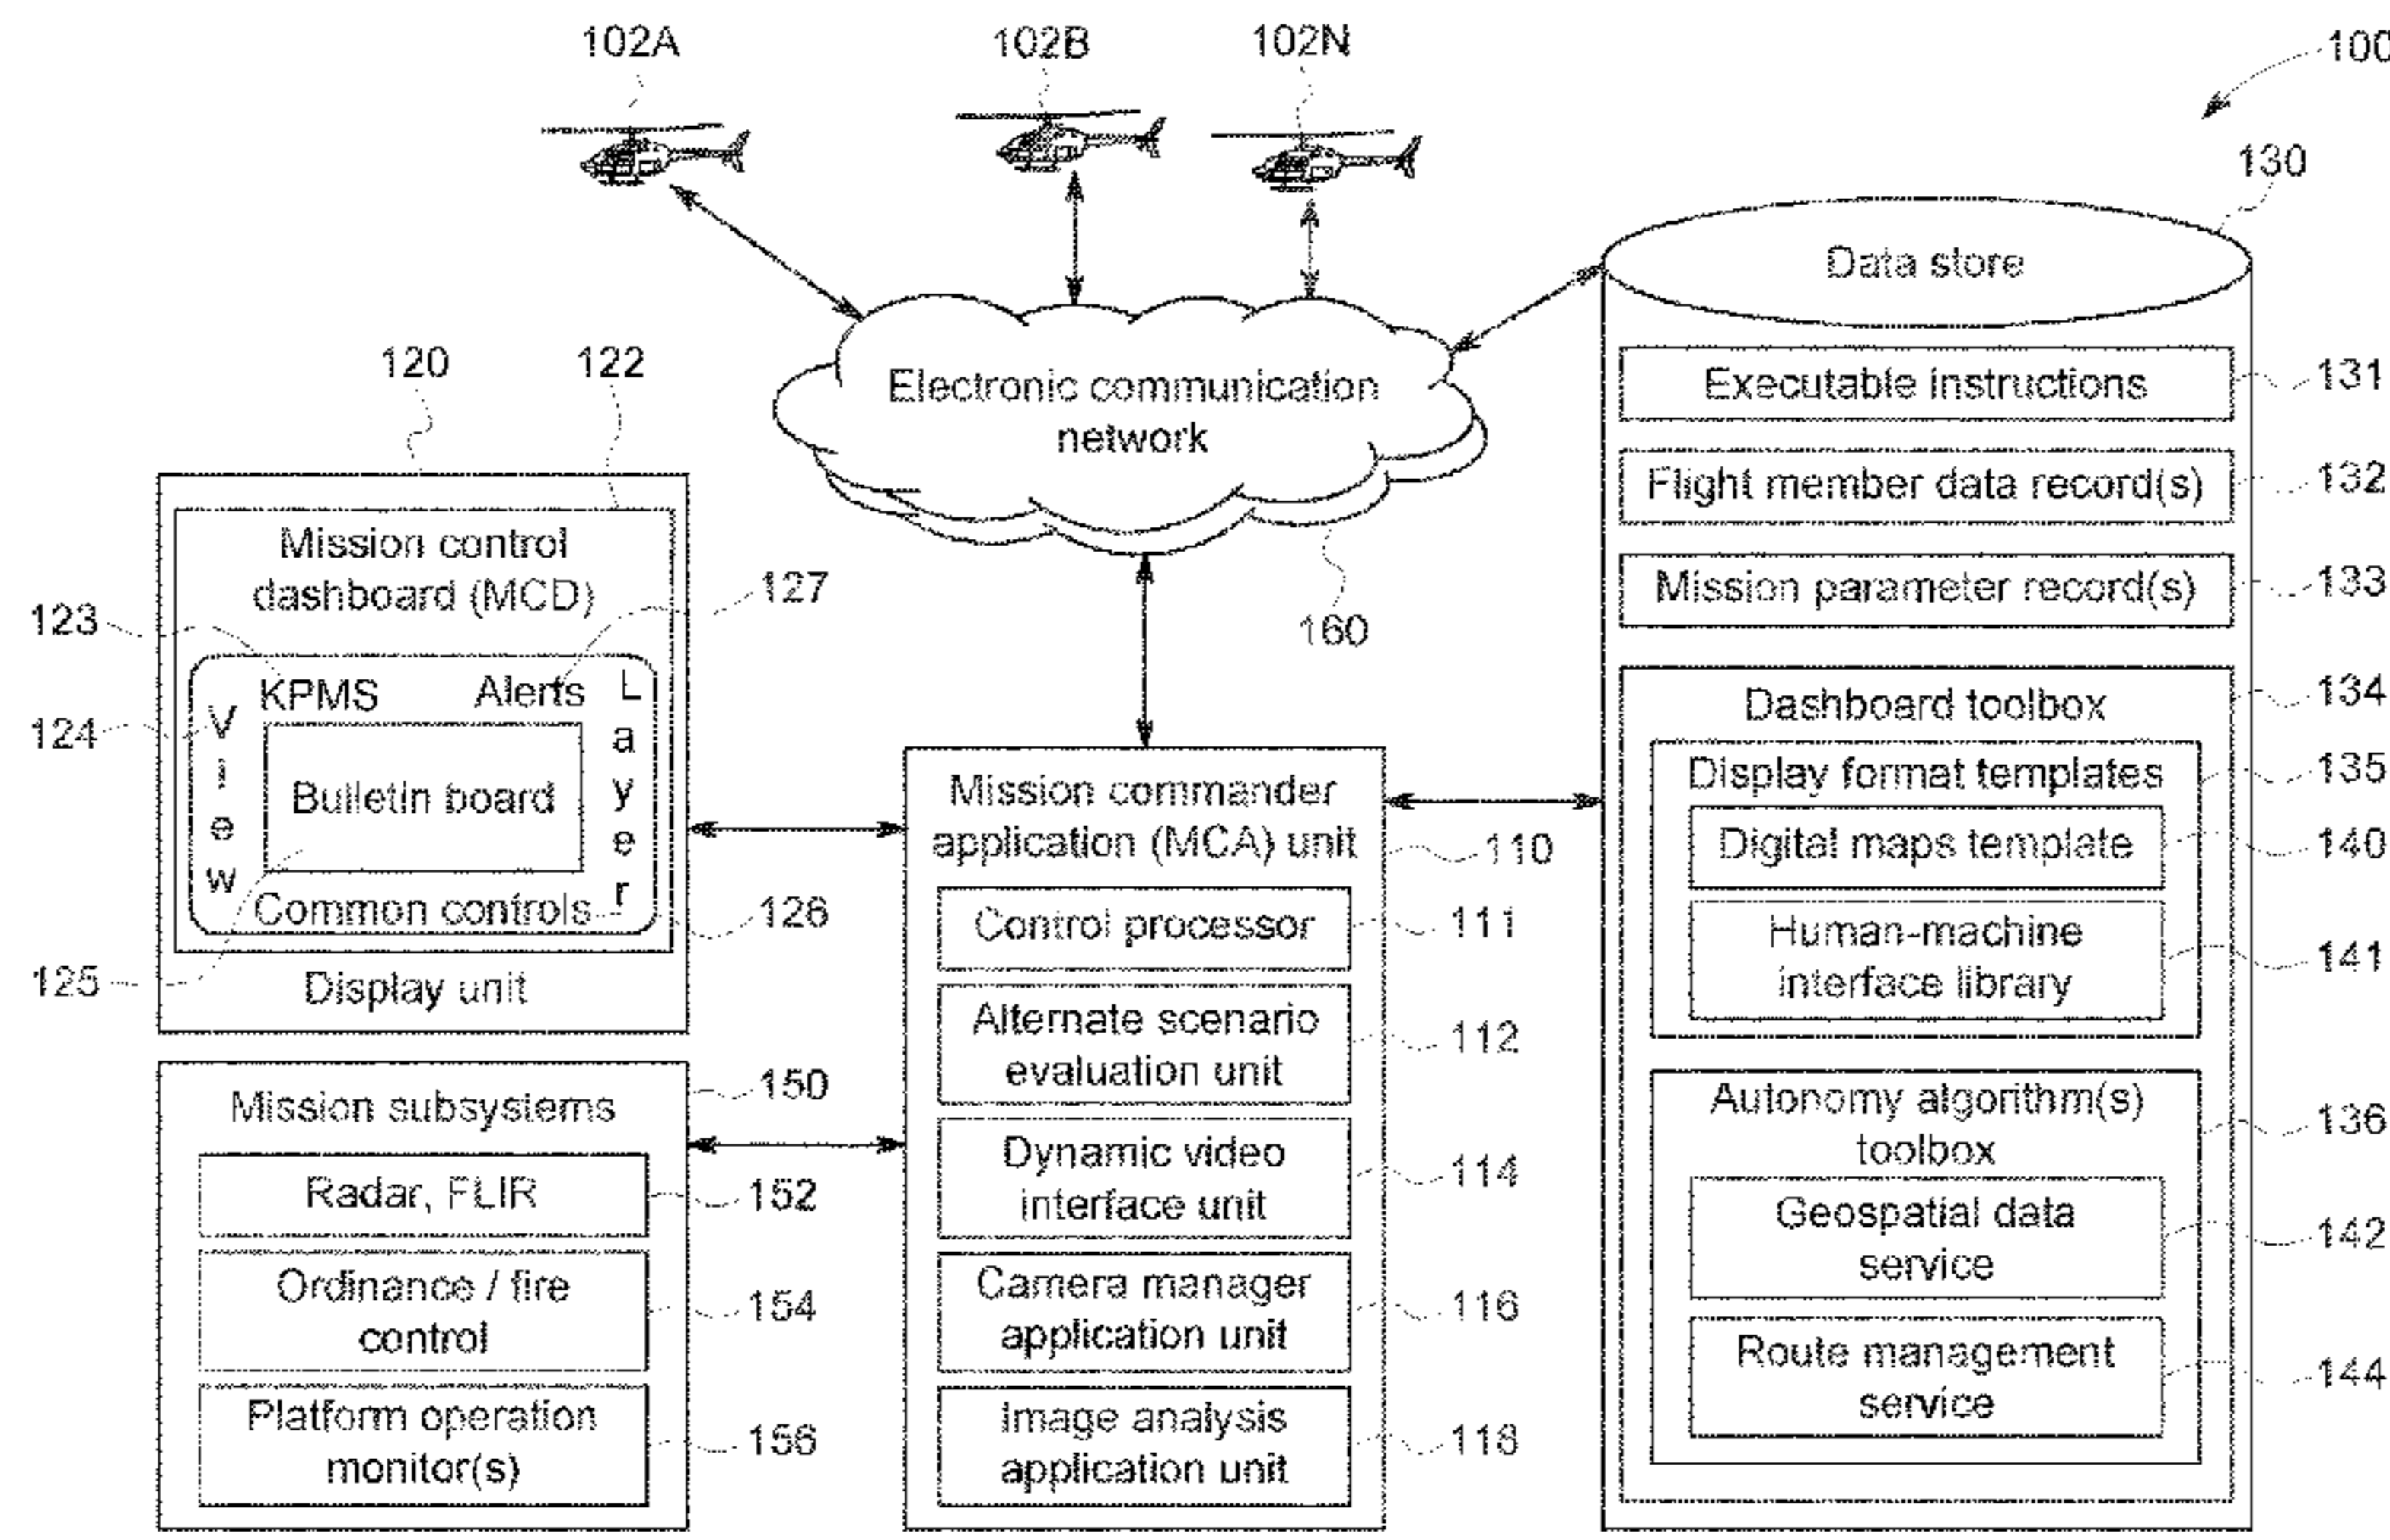 102A
102B
102N
100
130
Data store
Electronic communication
network
160
Executable instructions
131
Flight member data record(s)
132
Mission parameter record(s)
133
Dashboard toolbox
134
Display format templates
135
Digital maps template
140
Human-machine
interface library
141
Autonomy algorithm(s)
toolbox
136
Geospatial data
service
142
Route management
service
144
120
122
Mission control
dashboard (MCD)
127
123
KPMS
Alerts
124
View
Layer
Bulletin board
Common controls
126
125
Display unit
Mission commander
application (MCA) unit
110
Control processor
111
Alternate scenario
evaluation unit
112
Dynamic video
interface unit
114
Camera manager
application unit
116
Image analysis
application unit
118
Mission subsystems
150
Radar, FLIR
152
Ordinance / fire
control
154
Platform operation
monitor(s)
156